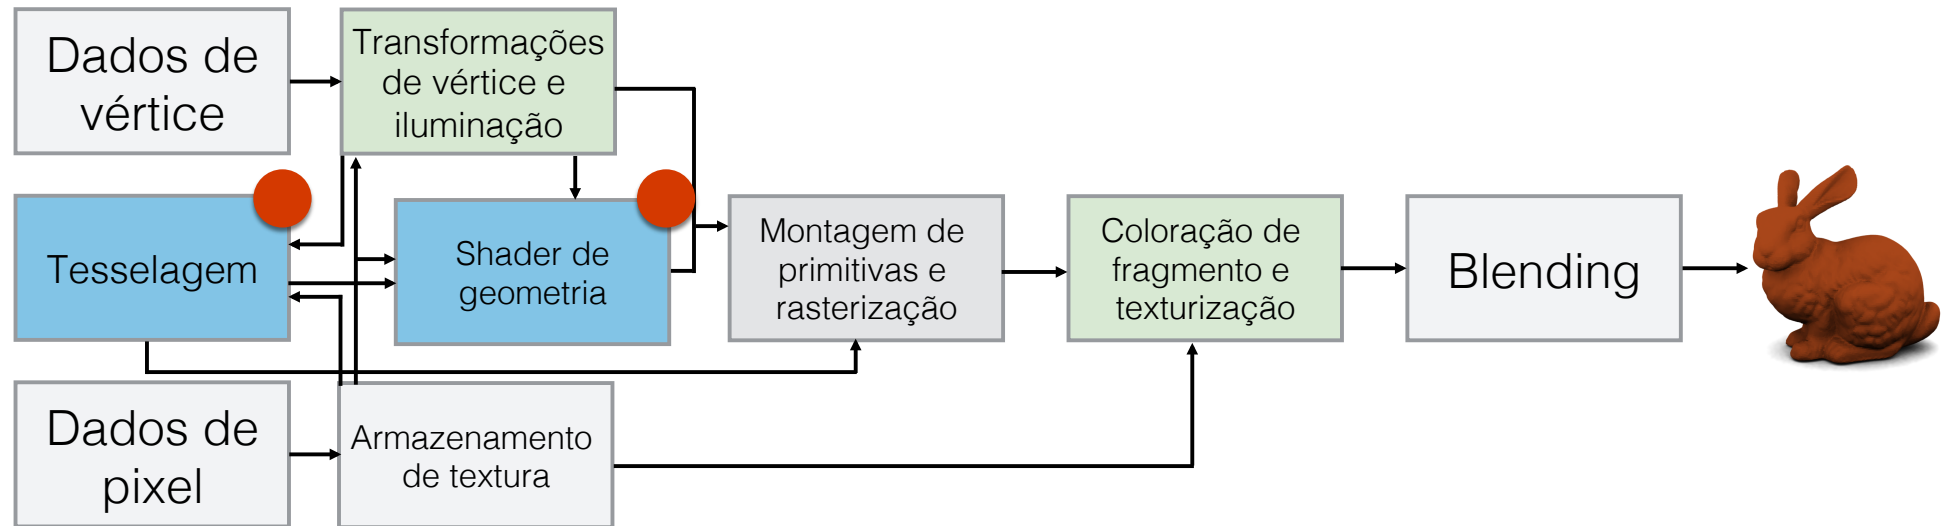 Dados de
vértice
Transformações
de vértice e
iluminação
Tesselagem
Shader de
geometria
Montagem de
primitivas e
rasterização
Coloração de
fragmento e
texturização
Blending
Dados de
pixel
Armazenamento
de textura